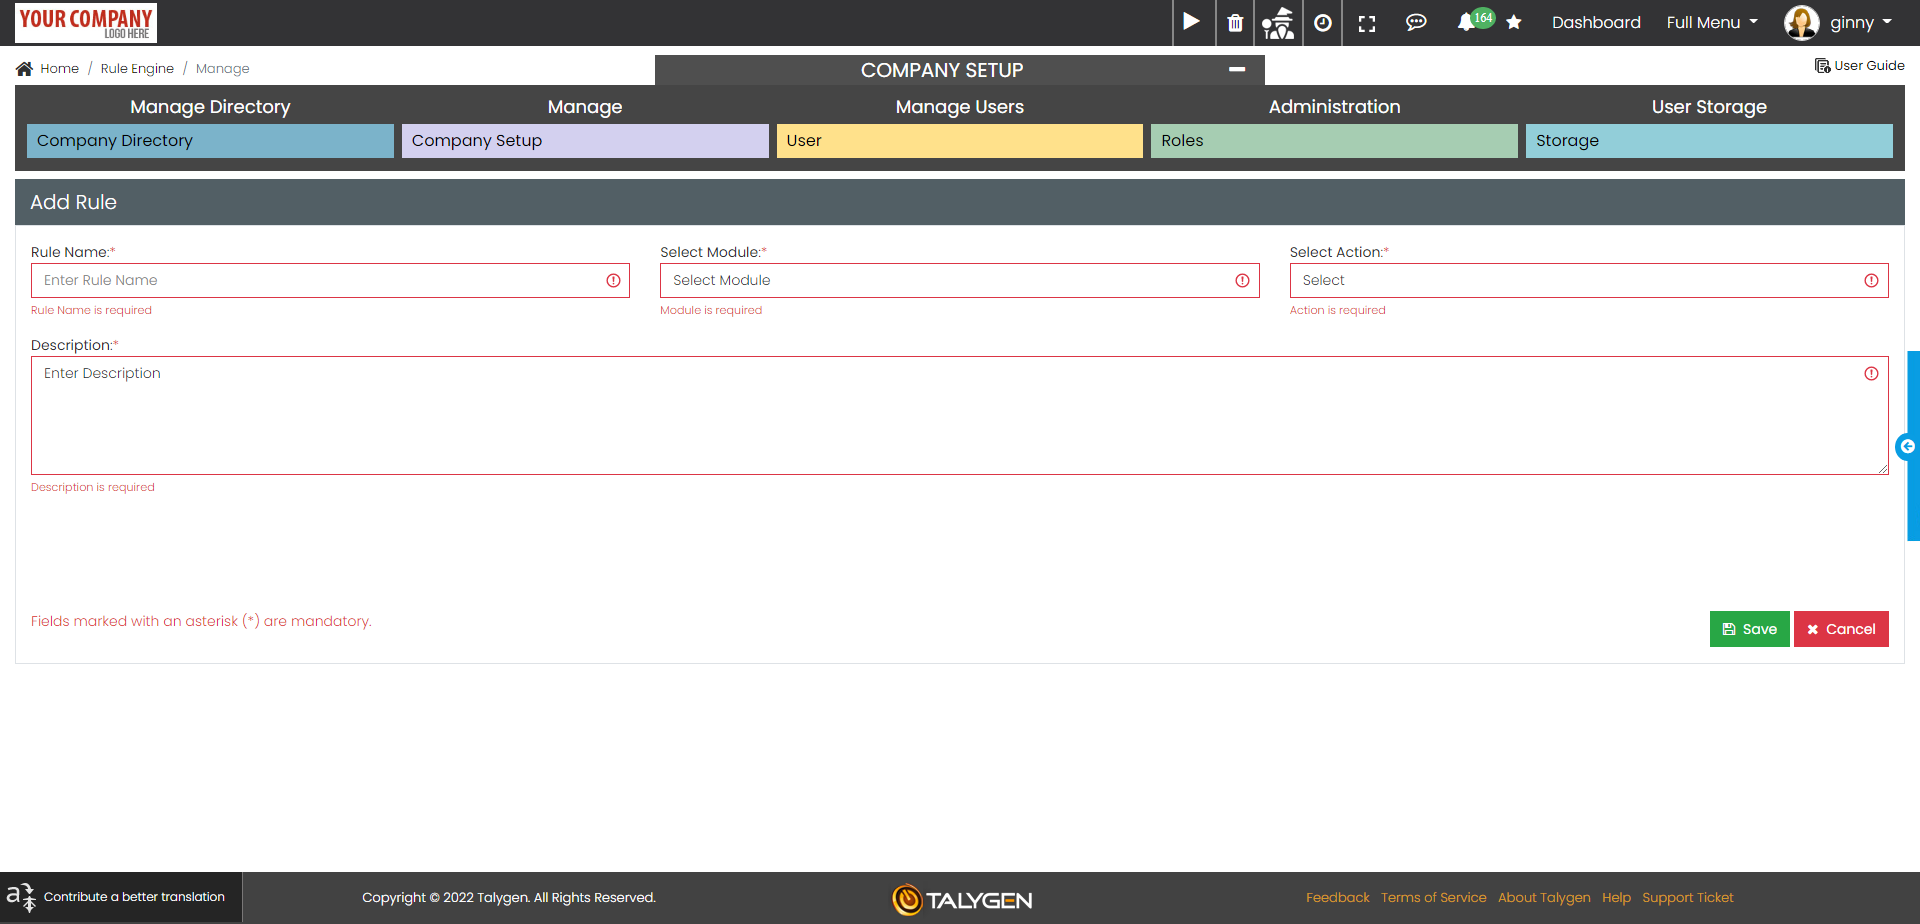 YOUR COMPANY
LOGO HERE
164
Dashboard
Full Menu
ginny
Home / Rule Engine / Manage
COMPANY SETUP
User Guide
Manage Directory
Manage
Manage Users
Administration
User Storage
Company Directory
Company Setup
User
Roles
Storage
Add Rule
Rule Name:*
Select Module:*
Select Action:*
Enter Rule Name
Select Module
Select
Rule Name is required
Module is required
Action is required
Description:*
Enter Description
Description is required
Fields marked with an asterisk (*) are mandatory.
Save
Cancel
Contribute a better translation
Copyright © 2022 Talygen. All Rights Reserved.
TALYGEN
Feedback
Terms of Service
About Talygen
Help
Support Ticket